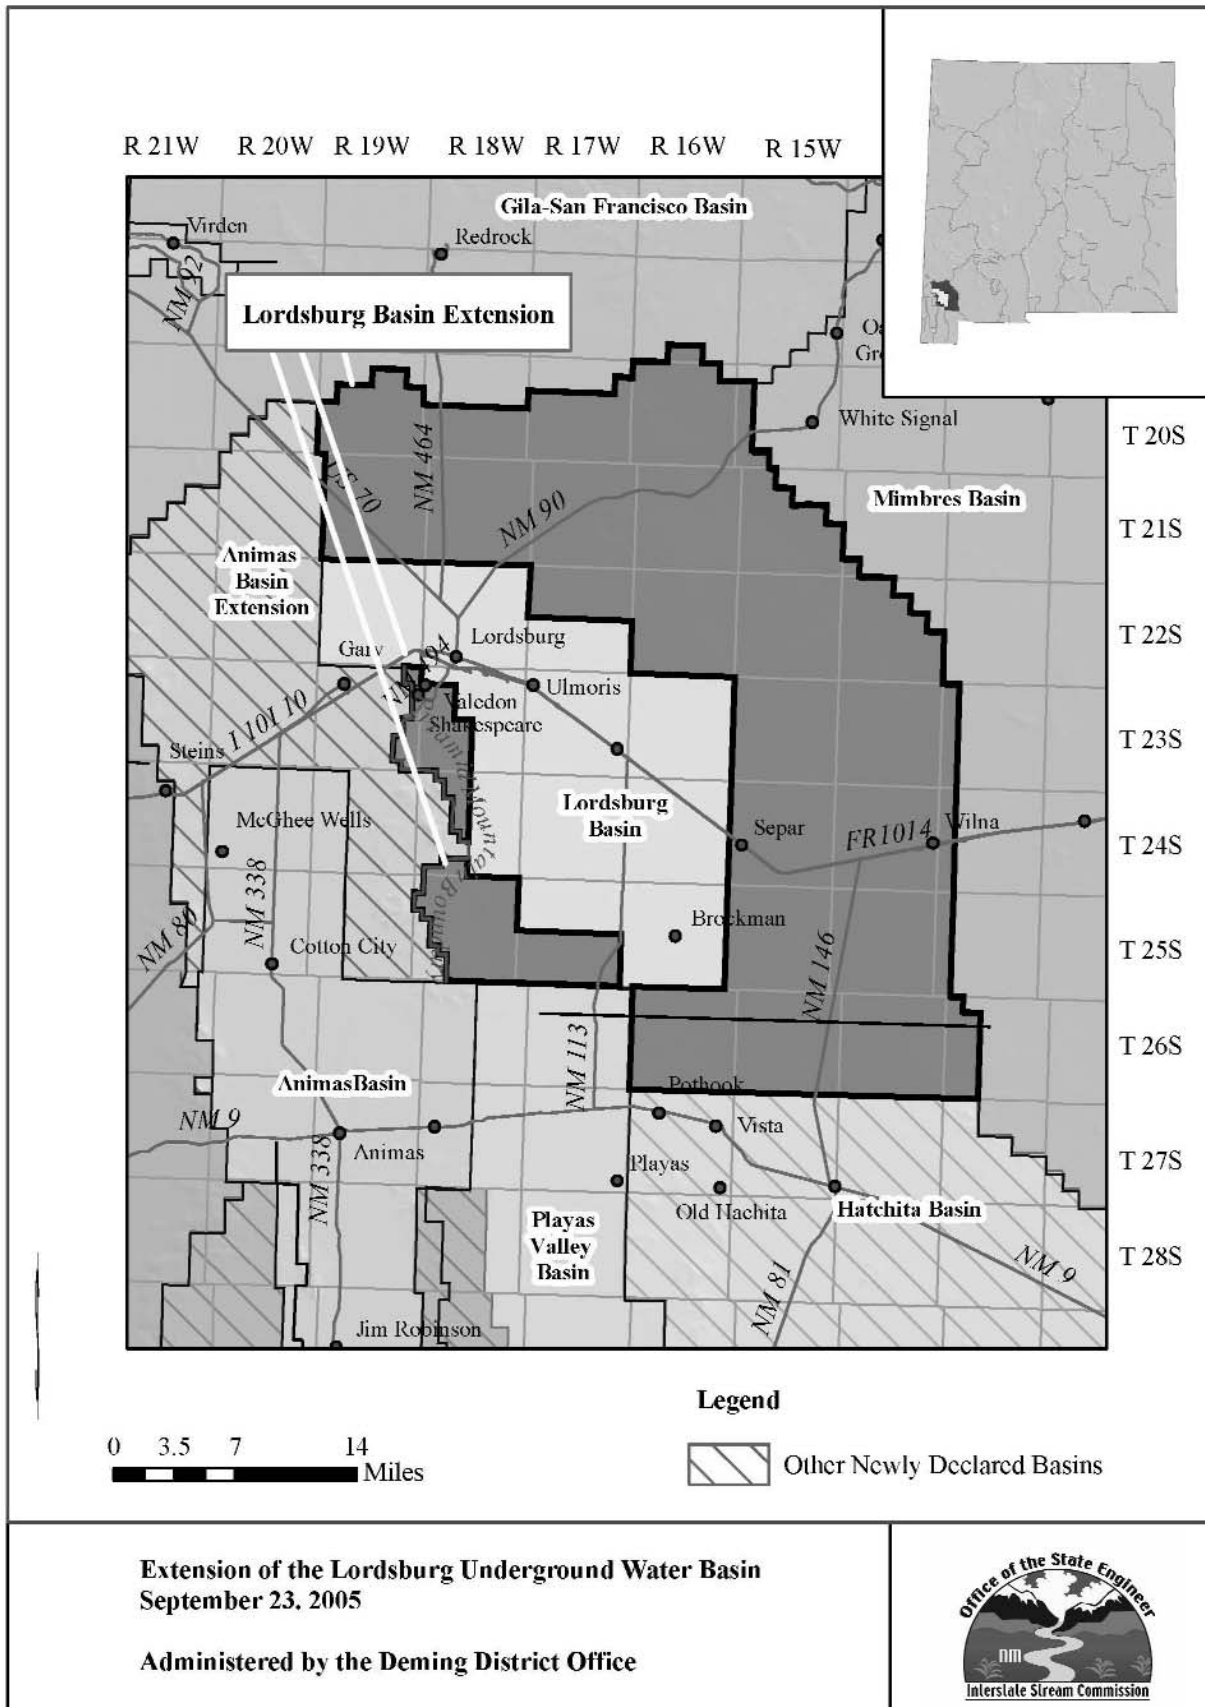 R 21W R 20W R 19W R 18W R 17W R 16W R 15W
Gila-San Francisco Basin
Virden
Redrock
NM 92
Lordsburg Basin Extension
White Signal
T 20S
US 70
NM 464
NM 90
Mimbres Basin
T 21S
Animas
Basin
Extension
T 22S
Gary
NM 494
Lordsburg
Ulmoris
Valedon
Shakespeare
I 10 I 10
Steins
T 23S
Lordsburg
Basin
McGhee Wells
Separ
FR1014
Wilna
T 24S
NM 338
NM 80
Brockman
Cotton City
NM 146
T 25S
NM 113
T 26S
AnimasBasin
Pothook
NM 9
Vista
Animas
NM 338
Playas
T 27S
Old Hachita
Hatchita Basin
Playas
Valley
Basin
NM 81
NM 9
T 28S
Jim Robinson
Legend
0 3.5 7 14
Miles
Other Newly Declared Basins
Extension of the Lordsburg Underground Water Basin
September 23, 2005
Administered by the Deming District Office
Office of the State Engineer
NM
Interstate Stream Commission